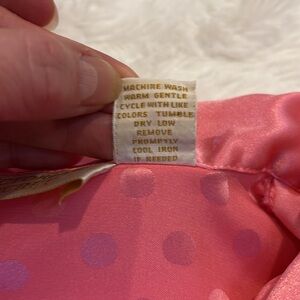 MACHINE WASH
WARM GENTLE
CYCLE WITH LIKE
COLORS TUMBLE
DRY LOW
REMOVE
PROMPTLY
COOL IRON
IF NEEDED